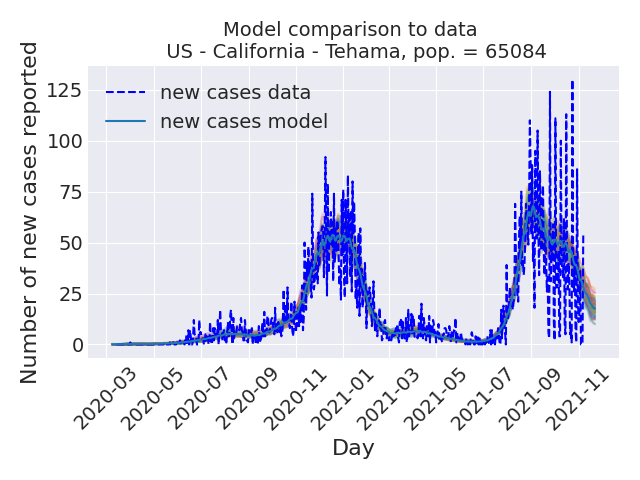 Model comparison to data
US - California - Tehama, pop. = 65084
Number of new cases reported
125
100
75
50
25
0
new cases data
new cases model
2020-03
2020-05
2020-07
2020-09
2020-11
2021-01
2021-03
2021-05
2021-07
2021-09
2021-11
Day